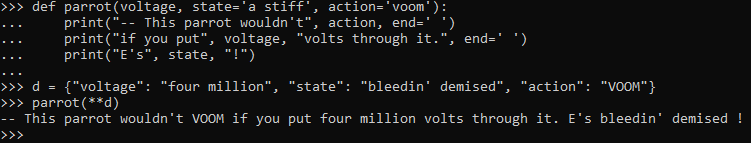 >>> def parrot(voltage, state='a stiff', action='voom'):
...     print("-- This parrot wouldn't", action, end=' ')
...     print("if you put", voltage, "volts through it.", end=' ')
...     print("E's", state, "!")
...
>>> d = {"voltage": "four million", "state": "bleedin' demised", "action": "VOOM"}
>>> parrot(**d)
-- This parrot wouldn't VOOM if you put four million volts through it. E's bleedin' demised !
>>>